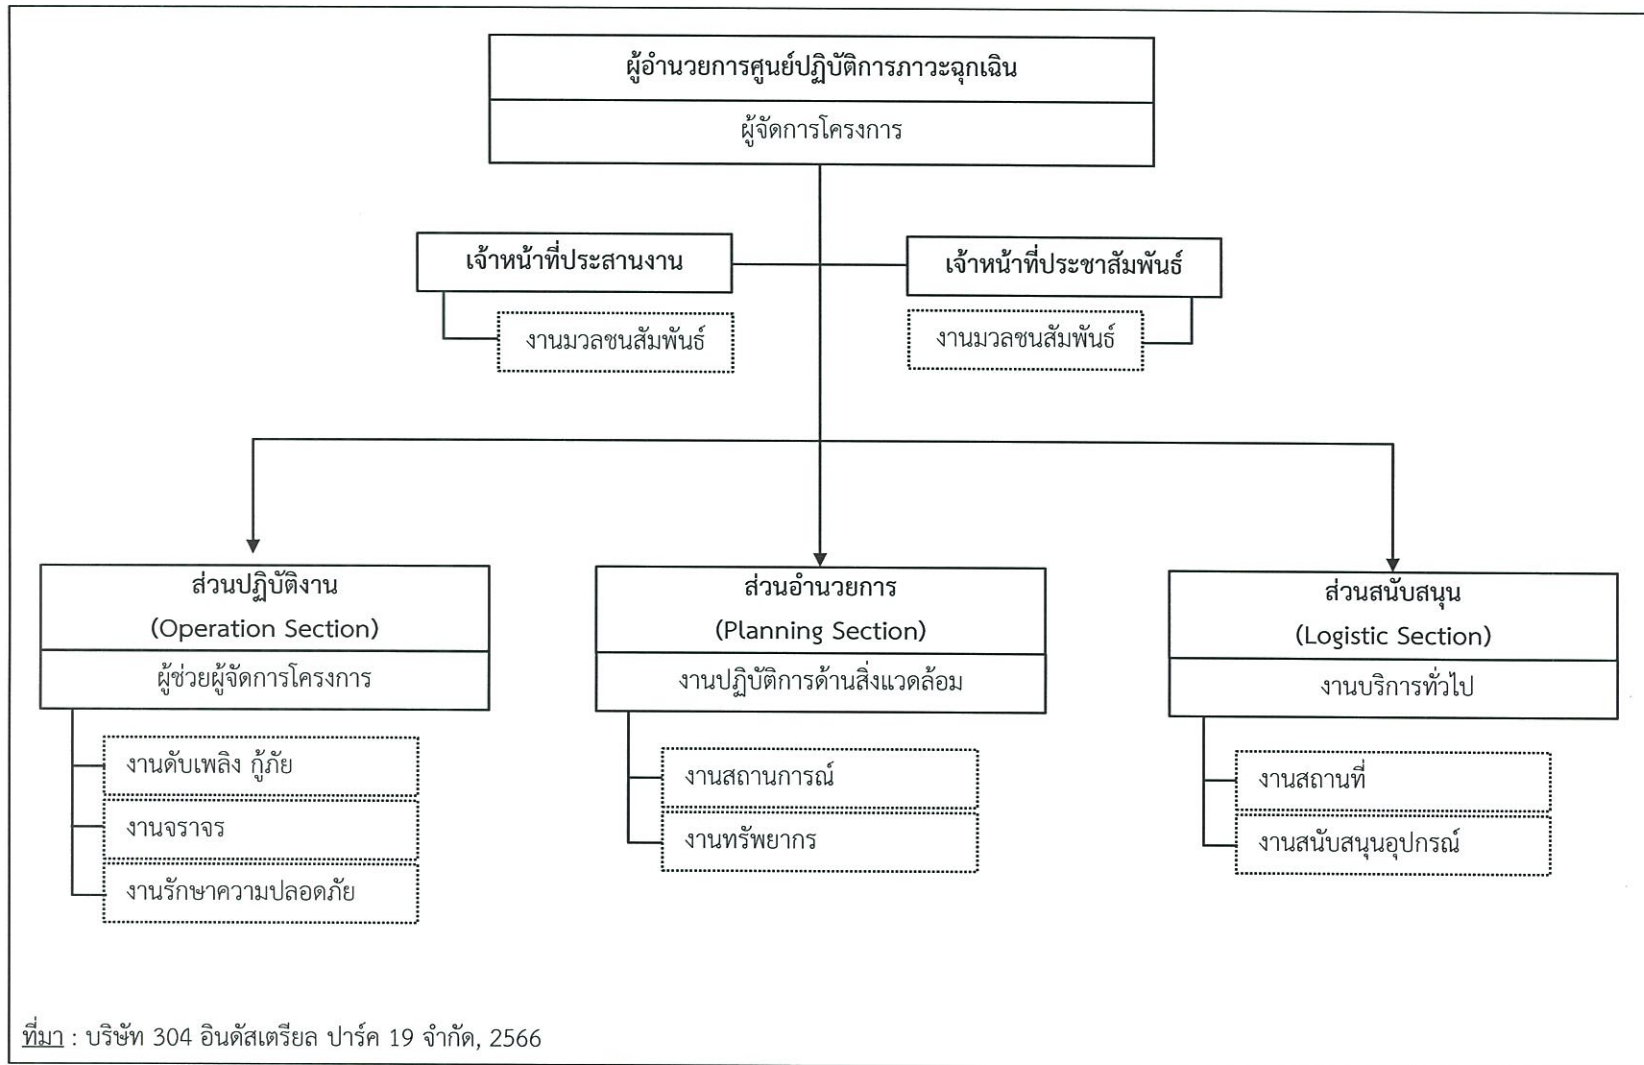 ผู้อำนวยการศูนย์ปฏิบัติการภาวะฉุกเฉิน
ผู้จัดการโครงการ
เจ้าหน้าที่ประสานงาน
งานมวลชนสัมพันธ์
เจ้าหน้าที่ประชาสัมพันธ์
งานมวลชนสัมพันธ์
ส่วนปฏิบัติงาน
(Operation Section)
ผู้ช่วยผู้จัดการโครงการ
งานดับเพลิง กู้ภัย
งานจราจร
งานรักษาความปลอดภัย
ส่วนอำนวยการ
(Planning Section)
งานปฏิบัติการด้านสิ่งแวดล้อม
งานสถานการณ์
งานทรัพยากร
ส่วนสนับสนุน
(Logistic Section)
งานบริการทั่วไป
งานสถานที่
งานสนับสนุนอุปกรณ์
ที่มา : บริษัท 304 อินดัสเตรียล ปาร์ค 19 จำกัด, 2566